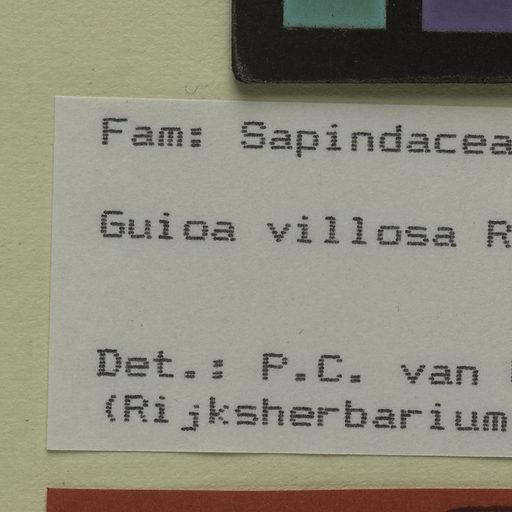 Fam: Sapindacea
Guioa villosa R
Det.: P.C. van
(Rijksherbarium